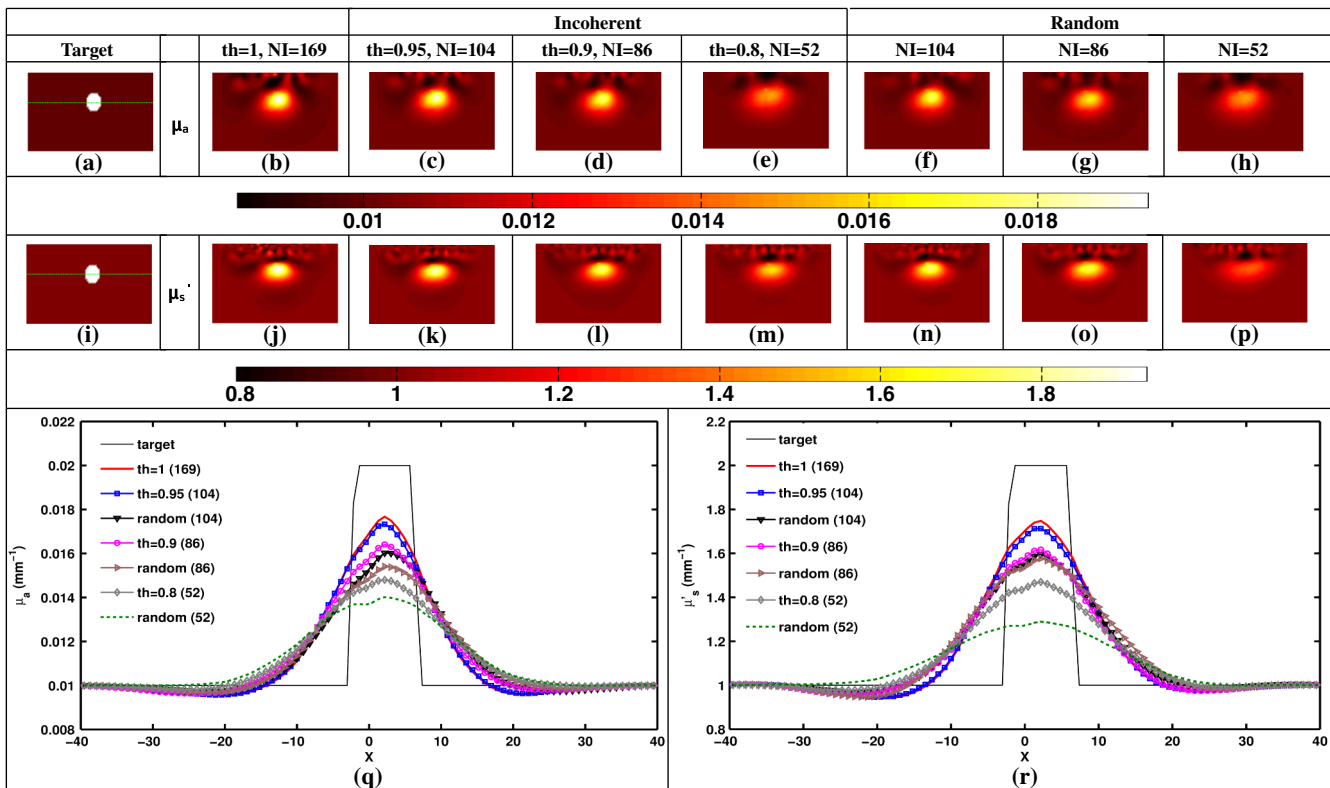 Incoherent Random
Target th=1, NI=169 th=0.95, NI=104 th=0.9, NI=86 th=0.8, NI=52 NI=104 NI=86 NI=52
μa
(a) (b) (c) (d) (e) (f) (g) (h)
0.01 0.012 0.014 0.016 0.018
μs'
(i) (j) (k) (l) (m) (n) (o) (p)
0.8 1 1.2 1.4 1.6 1.8
0.022
0.02
0.018
0.016
0.014
0.012
0.01
0.008
μa (mm⁻¹)
target
th=1 (169)
th=0.95 (104)
random (104)
th=0.9 (86)
random (86)
th=0.8 (52)
random (52)
−40 −30 −20 −10 0 10 20 30 40
X
(q)
2.2
2
1.8
1.6
1.4
1.2
1
0.8
μ's (mm⁻¹)
target
th=1 (169)
th=0.95 (104)
random (104)
th=0.9 (86)
random (86)
th=0.8 (52)
random (52)
−40 −30 −20 −10 0 10 20 30 40
X
(r)